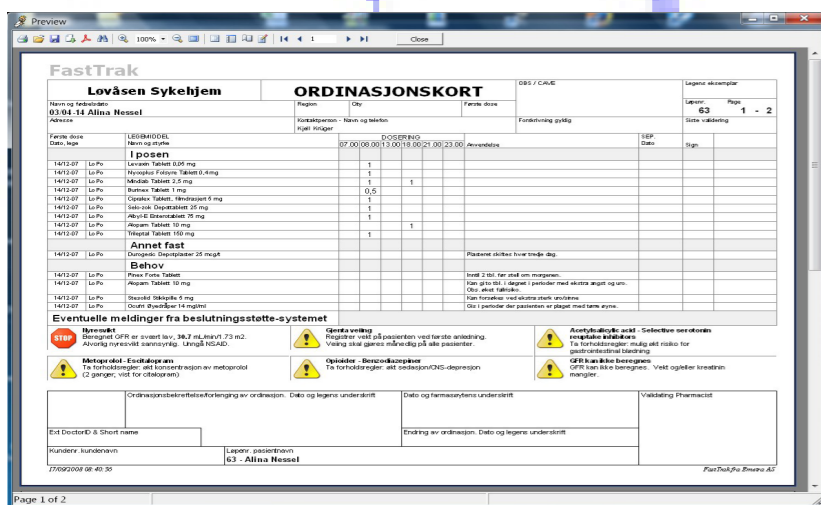 Preview
100%
1
Close
FastTrak
Lovåsen Sykehjem
ORDINASJONSKORT
OBS / CAVE
Legens eksemplar
Navn og fødselsdato
03/04-14 Alina Nessel
Region
City
Første dose
Løpenr.
Page
63
1 - 2
Adresse
Kontaktperson - Navn og telefon
Kjell Krüger
Forskrivning gyldig
Siste validering
Første dose
Dato, lege
LEGEMIDDEL
Navn og styrke
DOSERING
07.00 08.00 13.00 18.00 21.00 23.00 Anvendelse
SEP.
Dato
Sign
I posen
14/12-07 Lo Po Levaxin Tablett 0,05 mg 1
14/12-07 Lo Po Nycoplus Folsyre Tablett 0,4 mg 1
14/12-07 Lo Po Mindiab Tablett 2,5 mg 1 1
14/12-07 Lo Po Burinex Tablett 1 mg 0,5
14/12-07 Lo Po Cipralex Tablett, filmdrasjert 5 mg 1
14/12-07 Lo Po Selo-zok Depottablett 25 mg 1
14/12-07 Lo Po Albyl-E Enterotablett 75 mg 1
14/12-07 Lo Po Alopam Tablett 10 mg 1
14/12-07 Lo Po Trileptal Tablett 150 mg 1
Annet fast
14/12-07 Lo Po Durogesic Depotplaster 25 mcg/t Plasteret skiftes hver tredje dag.
Behov
14/12-07 Lo Po Pinex Forte Tablett Inntil 2 tbl. før stell om morgenen.
14/12-07 Lo Po Alopam Tablett 10 mg Kan gi to tbl. i døgnet i perioder med ekstra angst og uro.
Obs. øket fallrisiko.
14/12-07 Lo Po Stesolid Stikkpille 5 mg Kan forsøkes ved ekstra sterk uro/sinne
14/12-07 Lo Po Oculac Øyedråper Gis i perioder der pasienten er plaget med tørre øyne.
Eventuelle meldinger fra beslutningsstøtte-systemet
STOP
Nyresvikt
Beregnet GFR er svært lav, 30.7 mL/min/1.73 m2.
Alvorlig nyresvikt sannsynlig. Unngå NSAID.
Gjenta veiing
Registrer vekt på pasienten ved første anledning.
Veiing skal gjøres månedlig på alle pasienter.
Acetylsalicylic acid - Selective serotonin
reuptake inhibitors
Ta forholdsregler: mulig økt risiko for
gastrointestinal blødning
Metoprolol - Escitalopram
Ta forholdsregler: økt konsentrasjon av metoprolol
(2 ganger, vist for citalopram)
Opioider - Benzodiazepiner
Ta forholdsregler: økt sedasjon/CNS-depresjon
GFR kan ikke beregnes
GFR kan ikke beregnes. Vekt og/eller kreatinin
mangler.
Ordinasjonsbekreftelse/forlenging av ordinasjon. Dato og legens underskrift
Dato og farmasøytens underskrift
Validating Pharmacist
Ext DoctorID & Short name
Endring av ordinasjon. Dato og legens underskrift
Kundenr. kundenavn
Løpenr. pasientnavn
63 - Alina Nessel
17/09/2008 08:40:36
FastTrak fra Emetra AS
Page 1 of 2